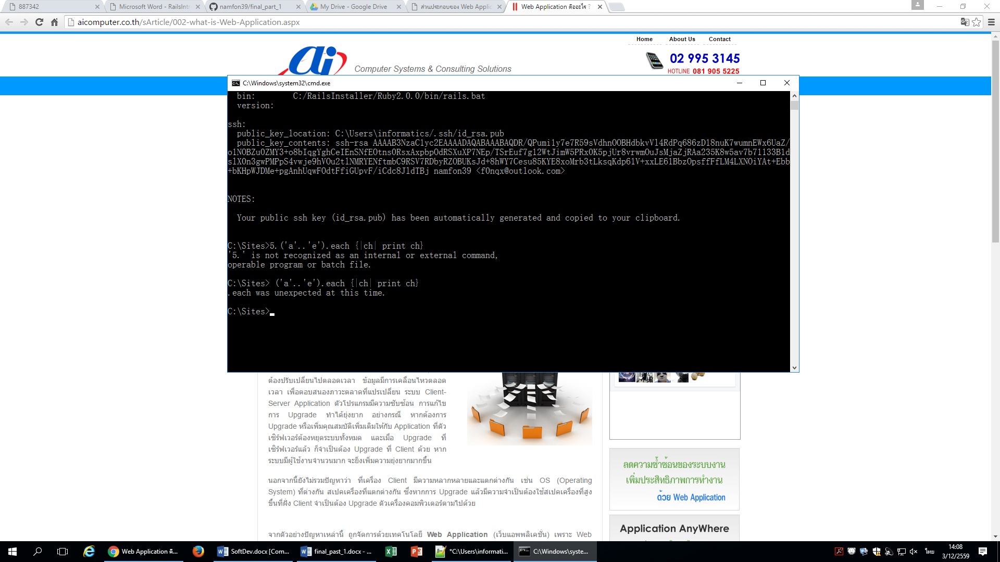 887342
Microsoft Word - RailsInt
namfon39/final_part_1
My Drive - Google Drive
ส่วนประกอบของ Web Applic
Web Application คืออะไร ?
aicomputer.co.th/sArticle/002-what-is-Web-Application.aspx
Home
About Us
Contact
ai
Computer Systems & Consulting Solutions
02 995 3145
HOTLINE 081 905 5225
C:\Windows\system32\cmd.exe
bin: C:/RailsInstaller/Ruby2.0.0/bin/rails.bat
version:
ssh:
public_key_location: C:\Users\informatics/.ssh/id_rsa.pub
public_key_contents: ssh-rsa
namfon39 <f0nqx@outlook.com>
NOTES:
Your public ssh key (id_rsa.pub) has been automatically generated and copied to your clipboard.
C:\Sites>5.('a'..'e').each {|ch| print ch}
'5.' is not recognized as an internal or external command,
operable program or batch file.
C:\Sites> ('a'..'e').each {|ch| print ch}
.each was unexpected at this time.
C:\Sites>
ต้องปรับเปลี่ยนไปตลอดเวลา ข้อมูลมีการเคลื่อนไหวตลอด
เวลา เพื่อตอบสนองภาวะตลาดที่แปรเปลี่ยน ระบบ Client-
Server Application ตัวโปรแกรมมีความซับซ้อน การแก้ไข
การ Upgrade ทำได้ยุ่งยาก อย่างกรณี หากต้องการ
Upgrade หรือเพิ่มคุณสมบัติเพิ่มเติมให้กับ Application ที่ตัว
เซิร์ฟเวอร์ต้องหยุดระบบทั้งหมด และเมื่อ Upgrade ที่
เซิร์ฟเวอร์แล้ว ก็จำเป็นต้อง Upgrade ที่ Client ด้วย หาก
ระบบมีผู้ใช้งานจำนวนมาก จะยิ่งเพิ่มความยุ่งยากมากขึ้น
นอกจากนี้ยังไม่รวมปัญหาว่า ที่เครื่อง Client มีความหลากหลายและแตกต่างกัน เช่น OS (Operating
System) ที่ต่างกัน สเปคเครื่องที่แตกต่างกัน ซึ่งหากการ Upgrade แล้วมีความจำเป็นต้องใช้สเปคเครื่องที่สูง
ขึ้นที่ฝั่ง Client จำเป็นต้อง Upgrade ตัวเครื่องคอมพิวเตอร์ตามไปด้วย
จากตัวอย่างปัญหาเหล่านี้ ถูกจัดการด้วยเทคโนโลยี Web Application (เว็บแอพพลิเคชั่น) เพราะ Web
ลดความซ้ำซ้อนของระบบงาน
เพิ่มประสิทธิภาพการทำงาน
ด้วย Web Application
Application AnyWhere
Web Application คื...
SoftDev.docx [Com...
final_past_1.docx - ...
*C:\Users\informati...
C:\Windows\syste...
ไทย
14:08
3/12/2559